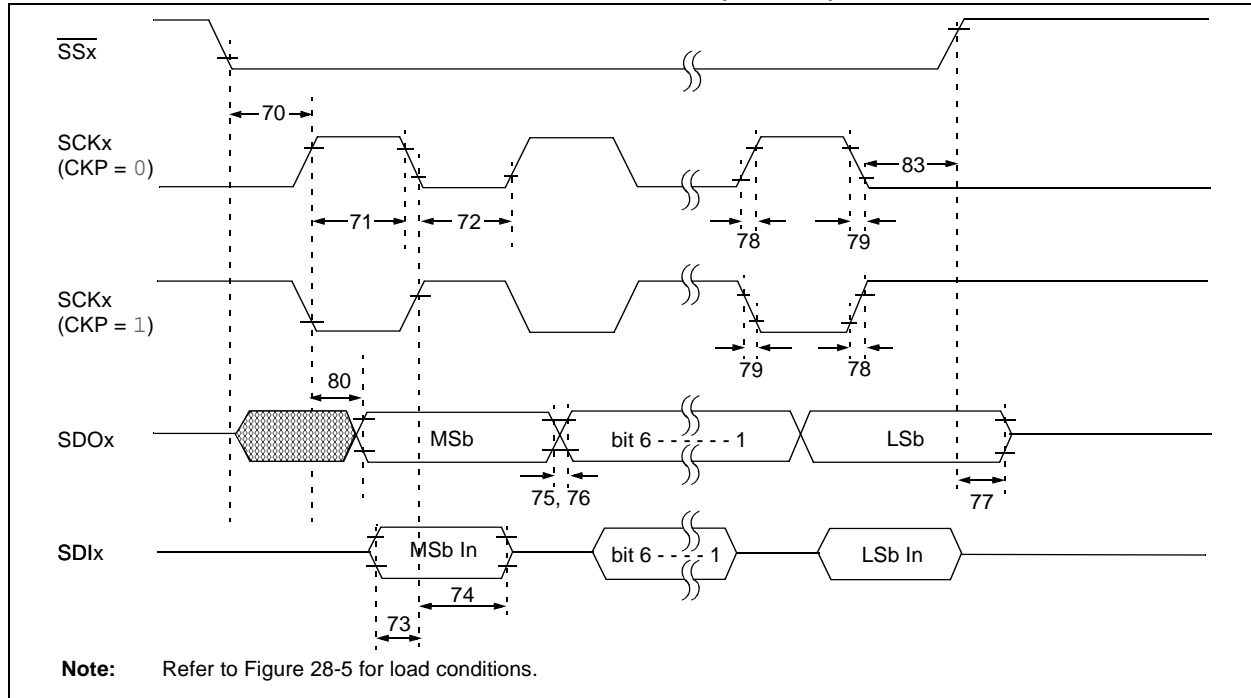 SSx
70
SCKx
(CKP = 0)
83
71
72
78
79
SCKx
(CKP = 1)
79
78
80
SDOx
MSb
bit 6 - - - - - - 1
LSb
75, 76
77
SDIx
MSb In
bit 6 - - - - 1
LSb In
74
73
Note: Refer to Figure 28-5 for load conditions.